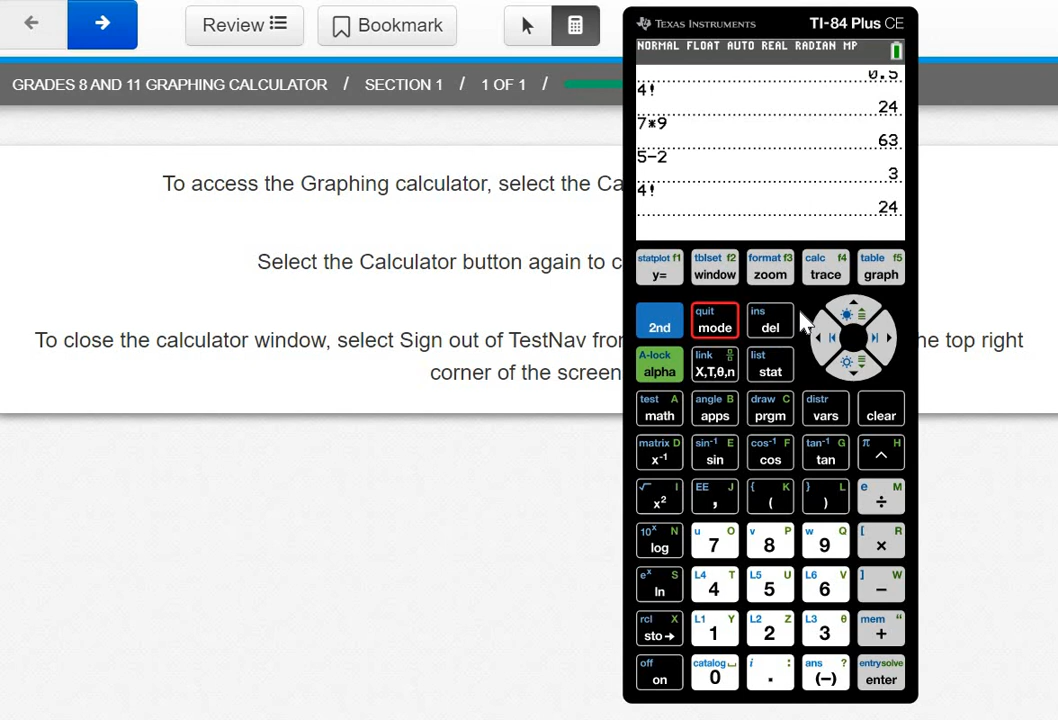 Review
Bookmark
GRADES 8 AND 11 GRAPHING CALCULATOR / SECTION 1 / 1 OF 1 /
To access the Graphing calculator, select the Ca
Select the Calculator button again to c
To close the calculator window, select Sign out of TestNav fro
he top right
corner of the screen
TEXAS INSTRUMENTS TI-84 Plus CE
NORMAL FLOAT AUTO REAL RADIAN MP
0.5
4!
24
7*9
63
5-2
3
4!
24
statplot f1 tblset f2 format f3 calc f4 table f5
y= window zoom trace graph
quit ins
2nd mode del
A-lock link list
alpha X,T,θ,n stat
test A angle B draw C distr
math apps prgm vars clear
matrix D sin⁻¹ E cos⁻¹ F tan⁻¹ G π H
x⁻¹ sin cos tan ^
√ I EE J { K } L e M
x² , ( ) ÷
10ˣ N u O v P w Q [ R
log 7 8 9 ×
eˣ S L4 T L5 U L6 V ] W
ln 4 5 6 −
rcl X L1 Y L2 Z L3 θ mem "
sto→ 1 2 3 +
off catalog i : ans ? entry solve
on 0 . (−) enter